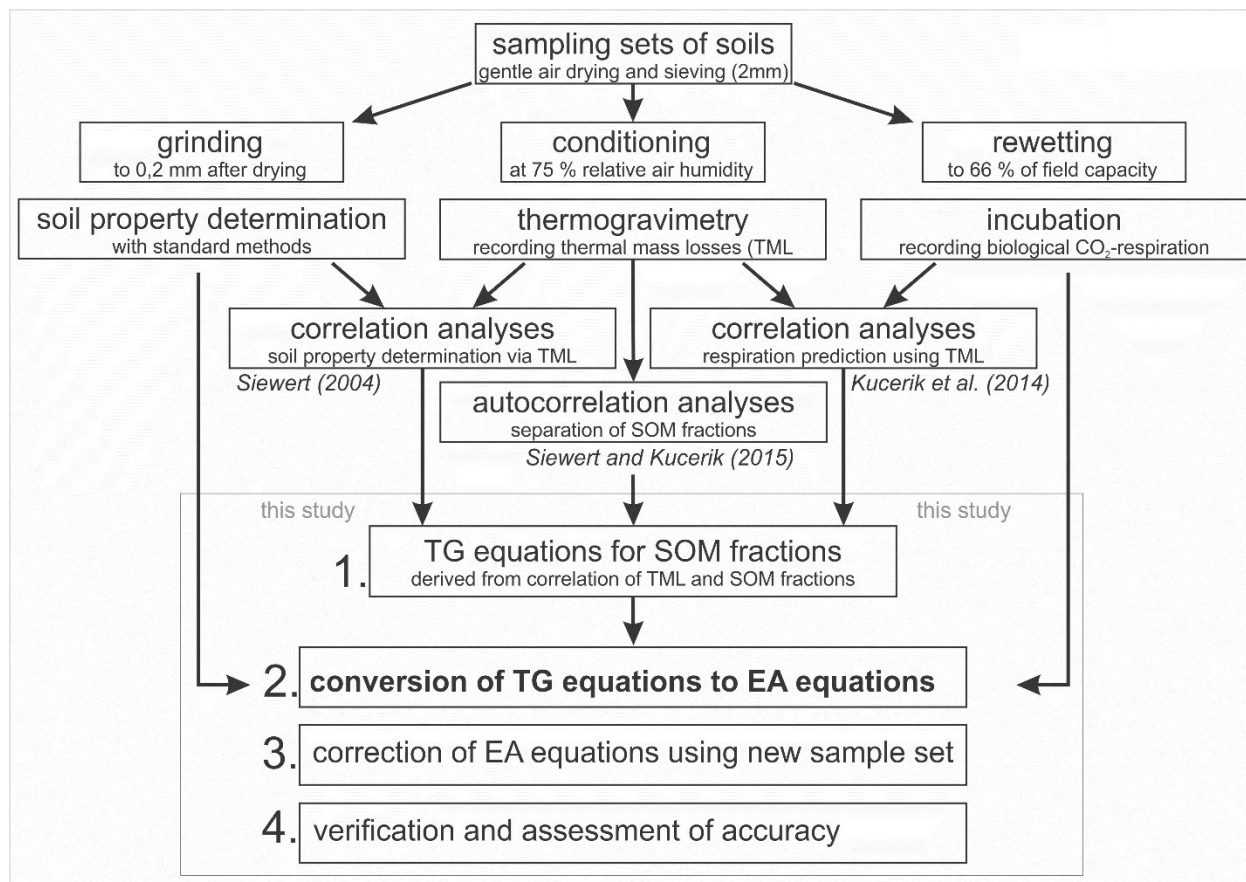 sampling sets of soils
gentle air drying and sieving (2mm)
grinding
to 0,2 mm after drying
conditioning
at 75 % relative air humidity
rewetting
to 66 % of field capacity
soil property determination
with standard methods
thermogravimetry
recording thermal mass losses (TML
incubation
recording biological CO₂-respiration
correlation analyses
soil property determination via TML
Siewert (2004)
correlation analyses
respiration prediction using TML
Kucerik et al. (2014)
autocorrelation analyses
separation of SOM fractions
Siewert and Kucerik (2015)
this study
this study
1. TG equations for SOM fractions
derived from correlation of TML and SOM fractions
2. conversion of TG equations to EA equations
3. correction of EA equations using new sample set
4. verification and assessment of accuracy